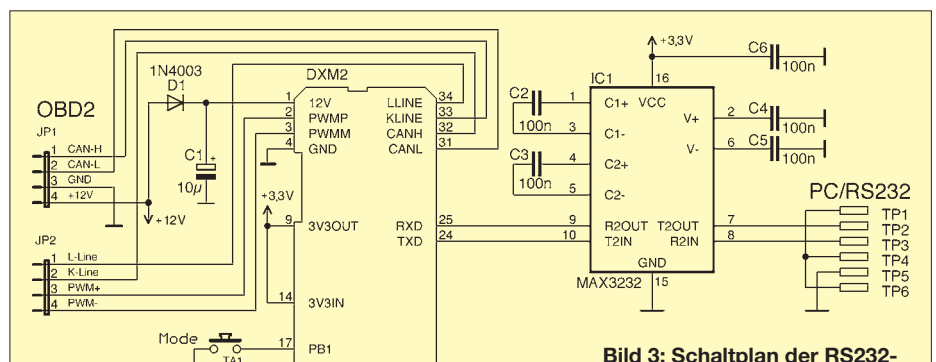 OBD2
JP1
1 CAN-H
2 CAN-L
3 GND
4 +12V
+12V
JP2
1 L-Line
2 K-Line
3 PWM+
4 PWM-
1N4003
D1
C1
+
10µ
+3,3V
Mode
TA1
DXM2
1 12V
2 PWMP
3 PWMM
4 GND
9 3V3OUT
14 3V3IN
17 PB1
LLINE 34
KLINE 33
CANH 32
CANL 31
RXD 25
TXD 24
C2
100n
C3
100n
+3,3V
C6
100n
IC1
16
VCC
1 C1+
3 C1-
4 C2+
5 C2-
9 R2OUT T2OUT 7
10 T2IN R2IN 8
V+ 2
V- 6
GND
15
MAX3232
C4
100n
C5
100n
PC/RS232
TP1
TP2
TP3
TP4
TP5
TP6
Bild 3: Schaltplan der RS232-